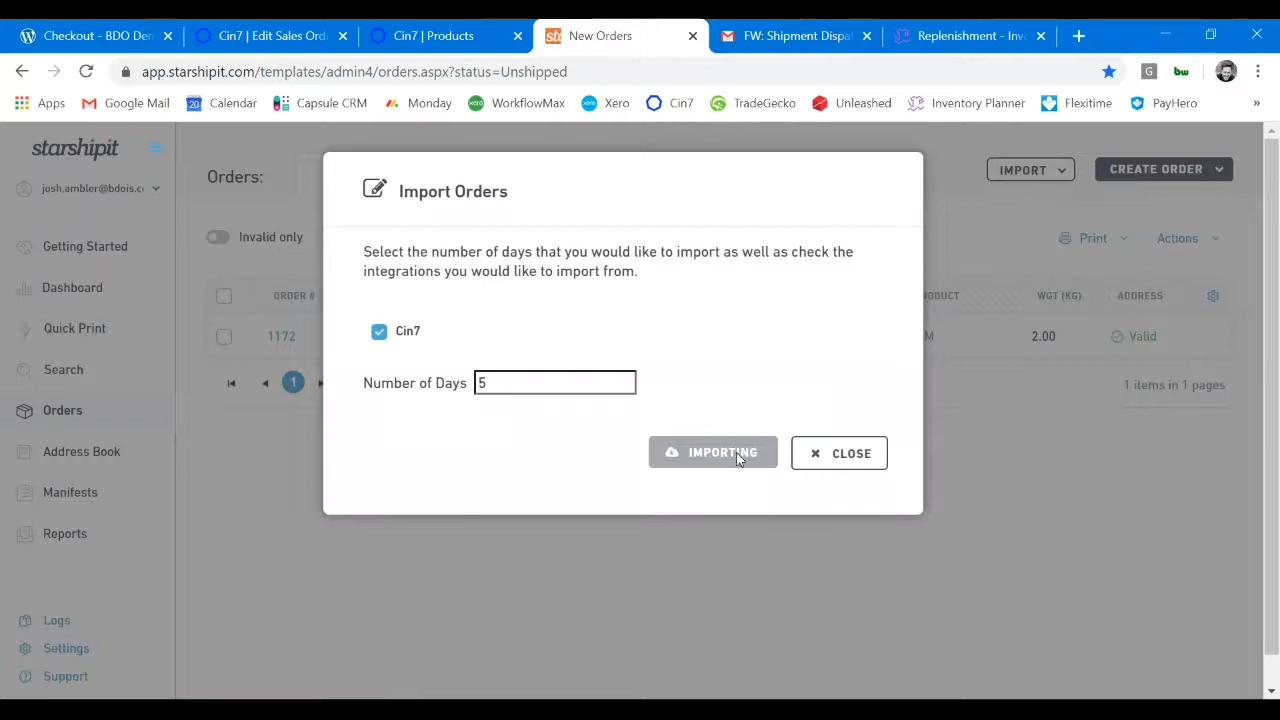 Checkout - BDO Den
Cin7 | Edit Sales Ord
Cin7 | Products
New Orders
FW: Shipment Dispat
Replenishment - Inv
app.starshipit.com/templates/admin4/orders.aspx?status=Unshipped
Apps
Google Mail
20
Calendar
Capsule CRM
Monday
WorkflowMax
Xero
Cin7
TradeGecko
Unleashed
Inventory Planner
Flexitime
PayHero
»
starshipit
josh.ambler@bdois.c
Getting Started
Dashboard
Quick Print
Search
Orders
Address Book
Manifests
Reports
Logs
Settings
Support
Orders:
IMPORT
CREATE ORDER
Invalid only
Print
Actions
ORDER #
RODUCT
WGT (KG)
ADDRESS
1172
M
2.00
Valid
1
1 items in 1 pages
Import Orders
Select the number of days that you would like to import as well as check the
integrations you would like to import from.
Cin7
Number of Days
5
IMPORTING
CLOSE